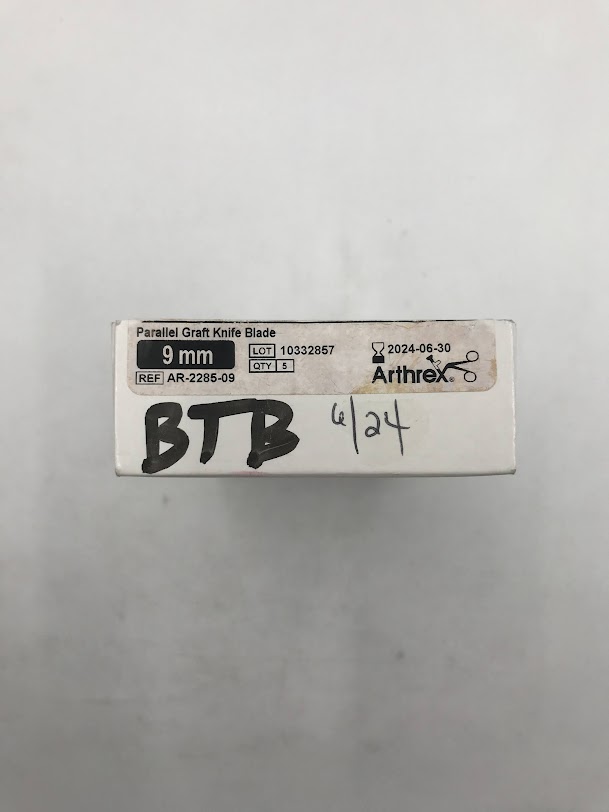 Parallel Graft Knife Blade
9 mm
LOT 10332857
2024-06-30
QTY 5
REF AR-2285-09
Arthrex®
BTB 6/24